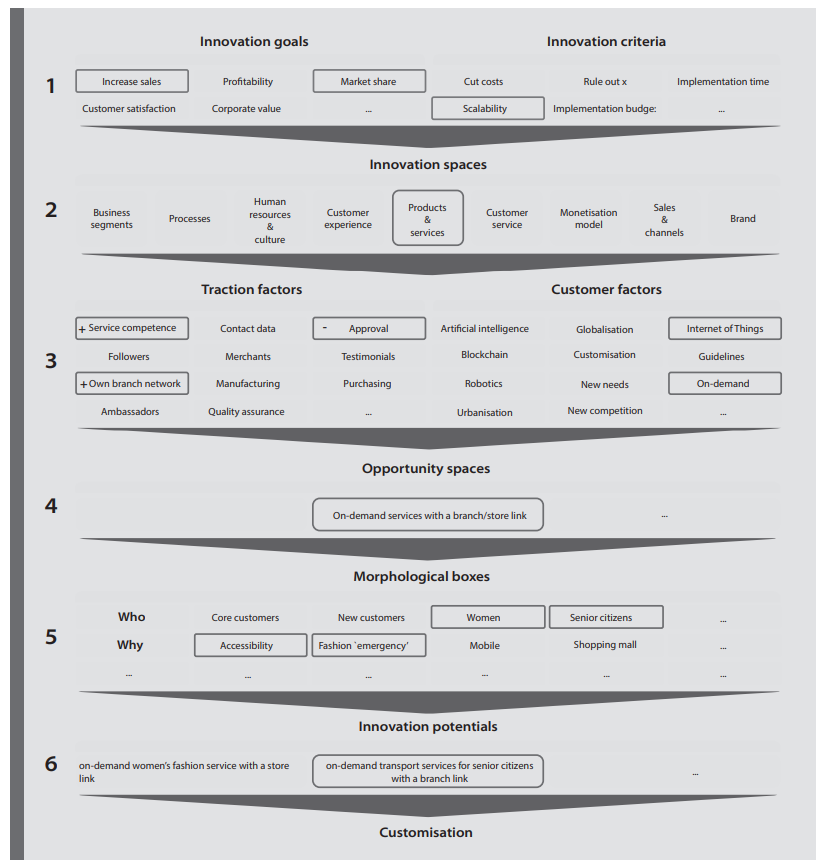 Innovation goals Innovation criteria
1 Increase sales Profitability Market share Cut costs Rule out x Implementation time
Customer satisfaction Corporate value ... Scalability Implementation budget: ...
Innovation spaces
2 Business segments Processes Human resources & culture Customer experience Products & services Customer service Monetisation model Sales & channels Brand
Traction factors Customer factors
+ Service competence Contact data - Approval Artificial intelligence Globalisation Internet of Things
3 Followers Merchants Testimonials Blockchain Customisation Guidelines
+ Own branch network Manufacturing Purchasing Robotics New needs On-demand
Ambassadors Quality assurance ... Urbanisation New competition ...
Opportunity spaces
4 On-demand services with a branch/store link ...
Morphological boxes
Who Core customers New customers Women Senior citizens ...
5 Why Accessibility Fashion `emergency' Mobile Shopping mall ...
... ... ... ... ... ...
Innovation potentials
6 on-demand women's fashion service with a store link on-demand transport services for senior citizens with a branch link ...
Customisation